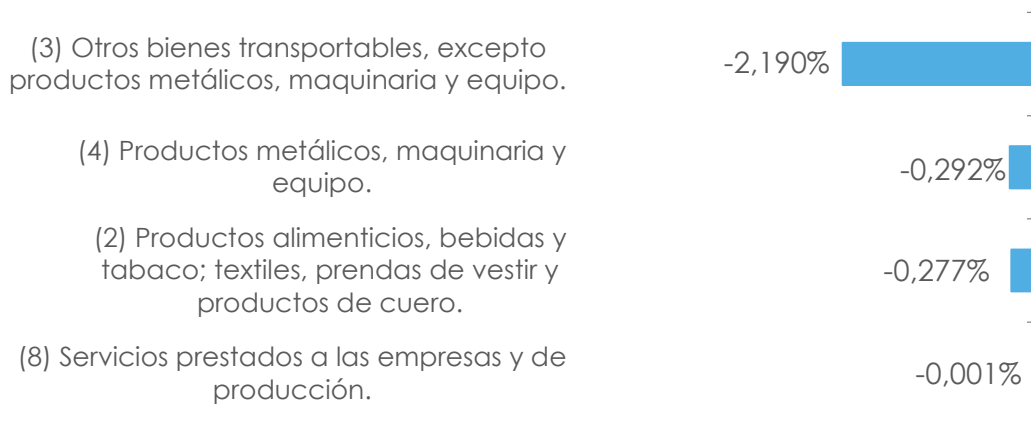 (3) Otros bienes transportables, excepto
productos metálicos, maquinaria y equipo.
-2,190%
(4) Productos metálicos, maquinaria y
equipo.
-0,292%
(2) Productos alimenticios, bebidas y
tabaco; textiles, prendas de vestir y
productos de cuero.
-0,277%
(8) Servicios prestados a las empresas y de
producción.
-0,001%